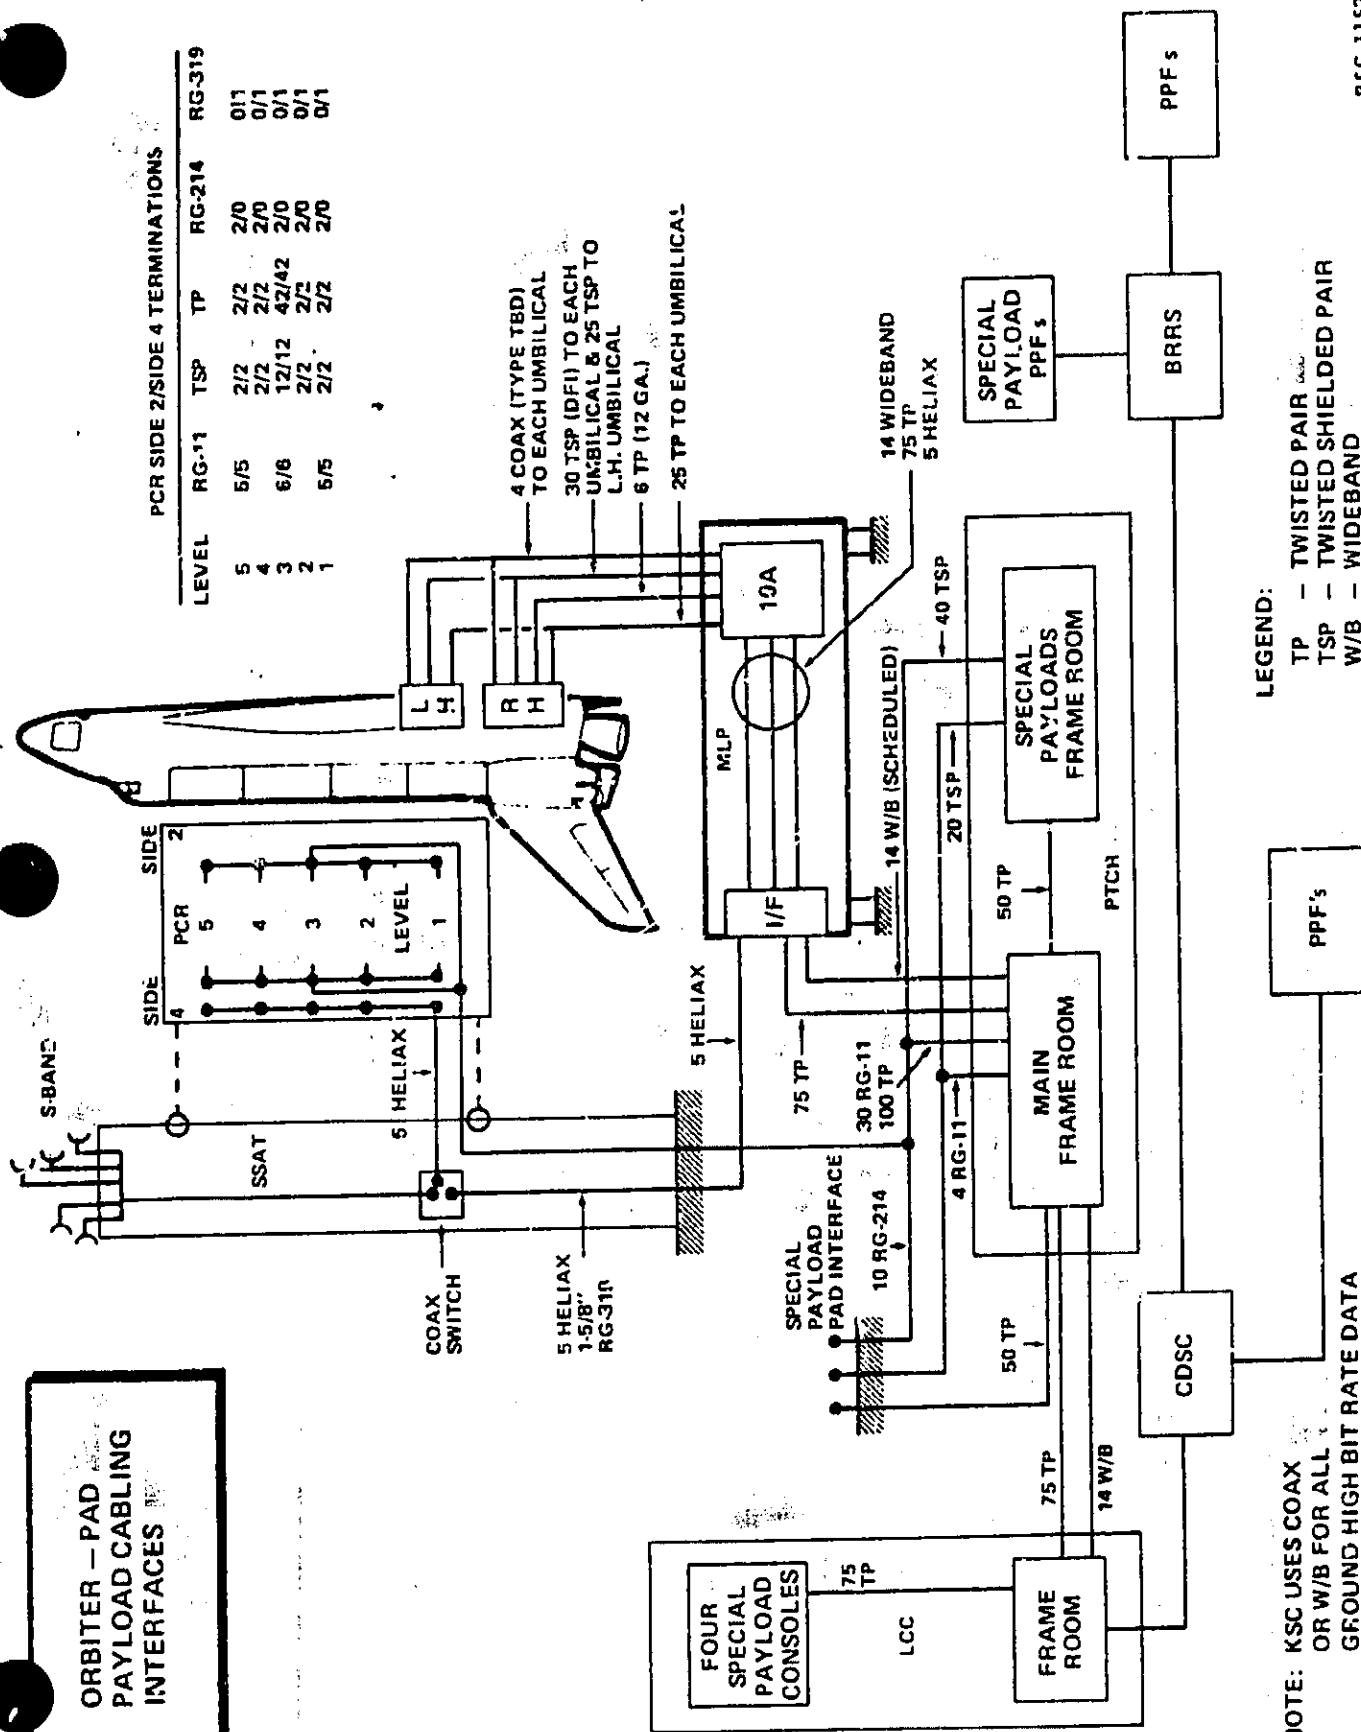 ORBITER – PAD
PAYLOAD CABLING
INTERFACES
PCR SIDE 2/SIDE 4 TERMINATIONS
LEVEL RG-11 TSP TP RG-214 RG-319
5 5/5 2/2 2/2 2/0 0/1
4 2/2 2/2 2/0 0/1
3 6/6 12/12 42/42 2/0 0/1
2 2/2 2/2 2/0 0/1
1 5/5 2/2 2/2 2/0 0/1
S-BAND
SSAT
SIDE
4
PCR
SIDE
2
5
4
3
2
LEVEL
1
5 HELIAX
COAX
SWITCH
5 HELIAX
1-5/8"
L
H
R
H
4 COAX (TYPE TBD)
TO EACH UMBILICAL
30 TSP (DFI) TO EACH
UMBILICAL & 25 TSP TO
L.H. UMBILICAL
6 TP (12 GA.)
25 TP TO EACH UMBILICAL
MLP
I/F
10A
14 WIDEBAND
75 TP
5 HELIAX
5 HELIAX
75 TP
14 W/B (SCHEDULED)
30 RG-11
100 TP
4 RG-11
20 TSP
40 TSP
SPECIAL
PAYLOAD
PAD INTERFACE
10 RG-214
50 TP
MAIN
FRAME ROOM
50 TP
SPECIAL
PAYLOADS
FRAME ROOM
PTCH
SPECIAL
PAYLOAD
PPFs
FOUR
SPECIAL
PAYLOAD
CONSOLES
75
TP
LCC
FRAME
ROOM
75 TP
14 W/B
CDSC
BRRS
PPFs
PPF's
LEGEND:
TP – TWISTED PAIR
TSP – TWISTED SHIELDED PAIR
W/B – WIDEBAND
NOTE: KSC USES COAX
OR W/B FOR ALL
GROUND HIGH BIT RATE DATA